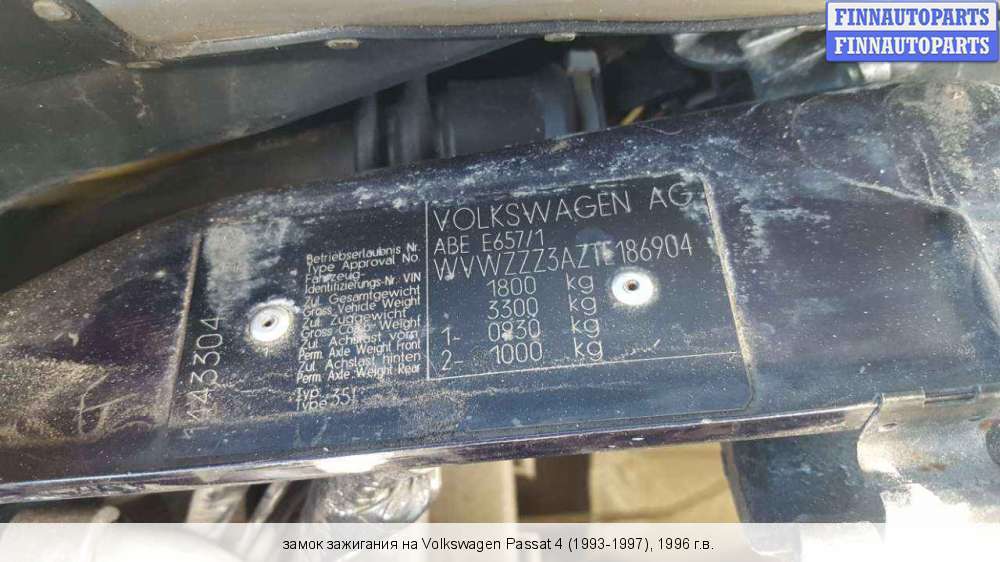 FINNAUTOPARTS
FINNAUTOPARTS
VOLKSWAGEN AG
ABE E657/1
WVWZZZ3AZTE186904
1800 kg
3300 kg
1- 0930 kg
2- 1000 kg
Betriebserlaubnis Nr.
Type Approval No.
Fahrzeug-
Identifizierungs-Nr. VIN
Zul. Gesamtgewicht
Gross Vehicle Weight
Zul. Zuggewicht
Gross Comb Weight
Zul. Achslast vorn
Perm. Axle Weight Front
Zul. Achslast hinten
Perm. Axle Weight Rear
Typ
Type 35I
замок зажигания на Volkswagen Passat 4 (1993-1997), 1996 г.в.